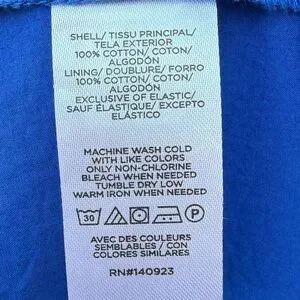 SHELL/ TISSU PRINCIPAL/
TELA EXTERIOR
100% COTTON/ COTON/
ALGODÓN
LINING/ DOUBLURE/ FORRO
100% COTTON/ COTON/
ALGODÓN
EXCLUSIVE OF ELASTIC/
SAUF ÉLASTIQUE/ EXCEPTO
ELÁSTICO
MACHINE WASH COLD
WITH LIKE COLORS
ONLY NON-CHLORINE
BLEACH WHEN NEEDED
TUMBLE DRY LOW
WARM IRON WHEN NEEDED
30 P
AVEC DES COULEURS
SEMBLABLES/ CON
COLORES SIMILARES
RN#140923